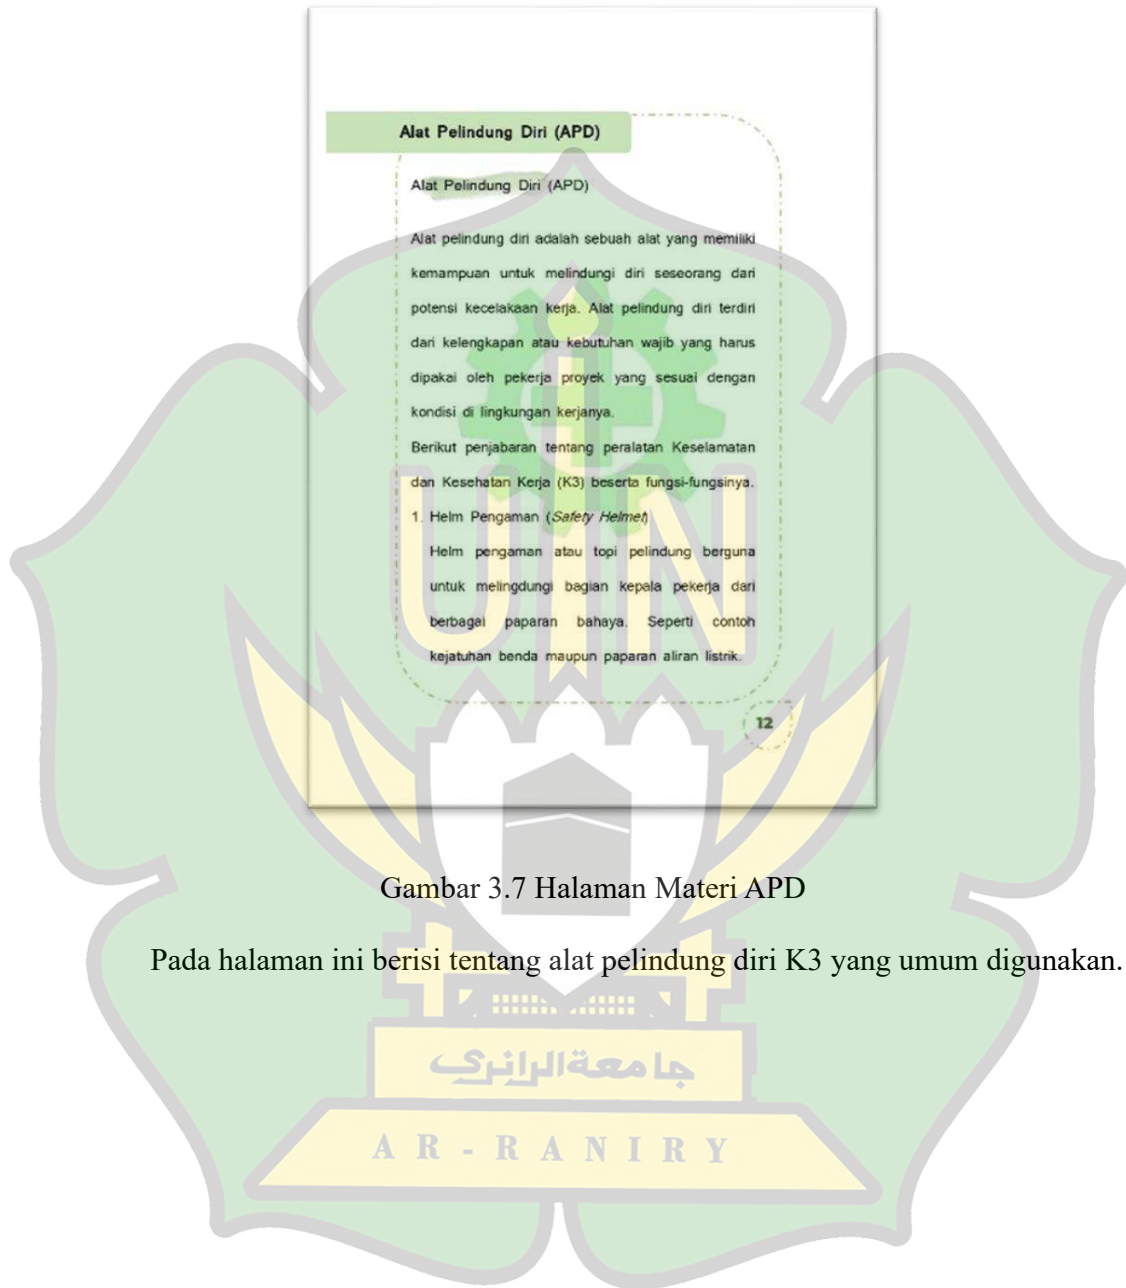 Alat Pelindung Diri (APD)
Alat Pelindung Diri (APD)
Alat pelindung diri adalah sebuah alat yang memiliki
kemampuan untuk melindungi diri seseorang dari
potensi kecelakaan kerja. Alat pelindung diri terdiri
dari kelengkapan atau kebutuhan wajib yang harus
dipakai oleh pekerja proyek yang sesuai dengan
kondisi di lingkungan kerjanya.
Berikut penjabaran tentang peralatan Keselamatan
dan Kesehatan Kerja (K3) beserta fungsi-fungsinya.
1. Helm Pengaman (Safety Helmet)
Helm pengaman atau topi pelindung berguna
untuk melingdungi bagian kepala pekerja dari
berbagai paparan bahaya. Seperti contoh
kejatuhan benda maupun paparan aliran listrik.
12
UIN
Gambar 3.7 Halaman Materi APD
Pada halaman ini berisi tentang alat pelindung diri K3 yang umum digunakan.
جامعةالرانري
AR-RANIRY